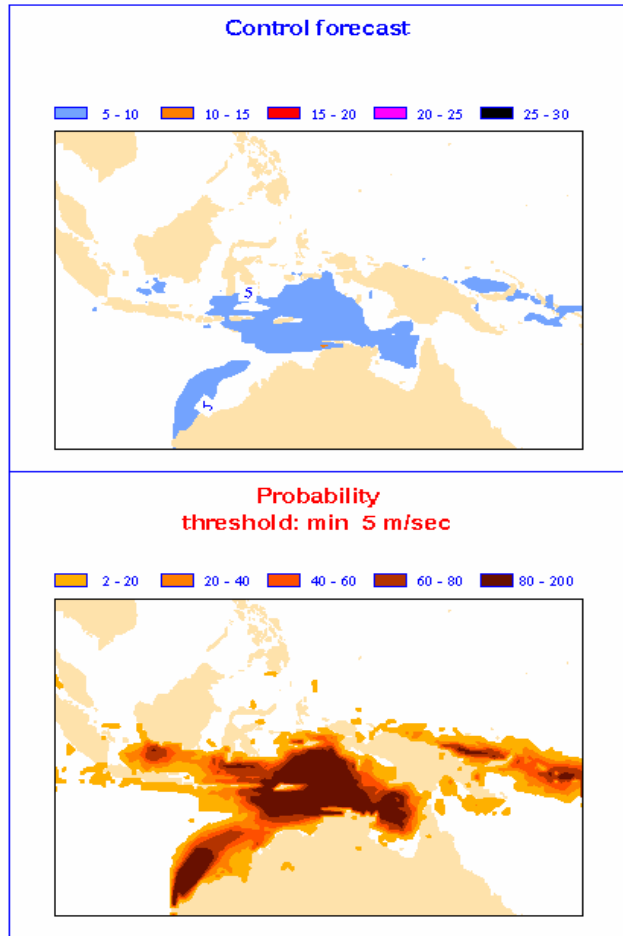 Control forecast
5 - 10 10 - 15 15 - 20 20 - 25 25 - 30
5
5
Probability
threshold: min 5 m/sec
2 - 20 20 - 40 40 - 60 60 - 80 80 - 200